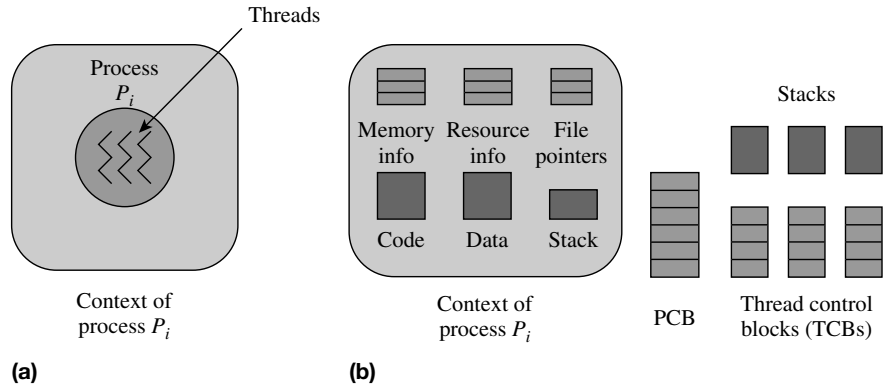 Threads
Process
P_i
Context of
process P_i
(a)
Memory
info
Resource
info
File
pointers
Code
Data
Stack
Context of
process P_i
(b)
PCB
Stacks
Thread control
blocks (TCBs)